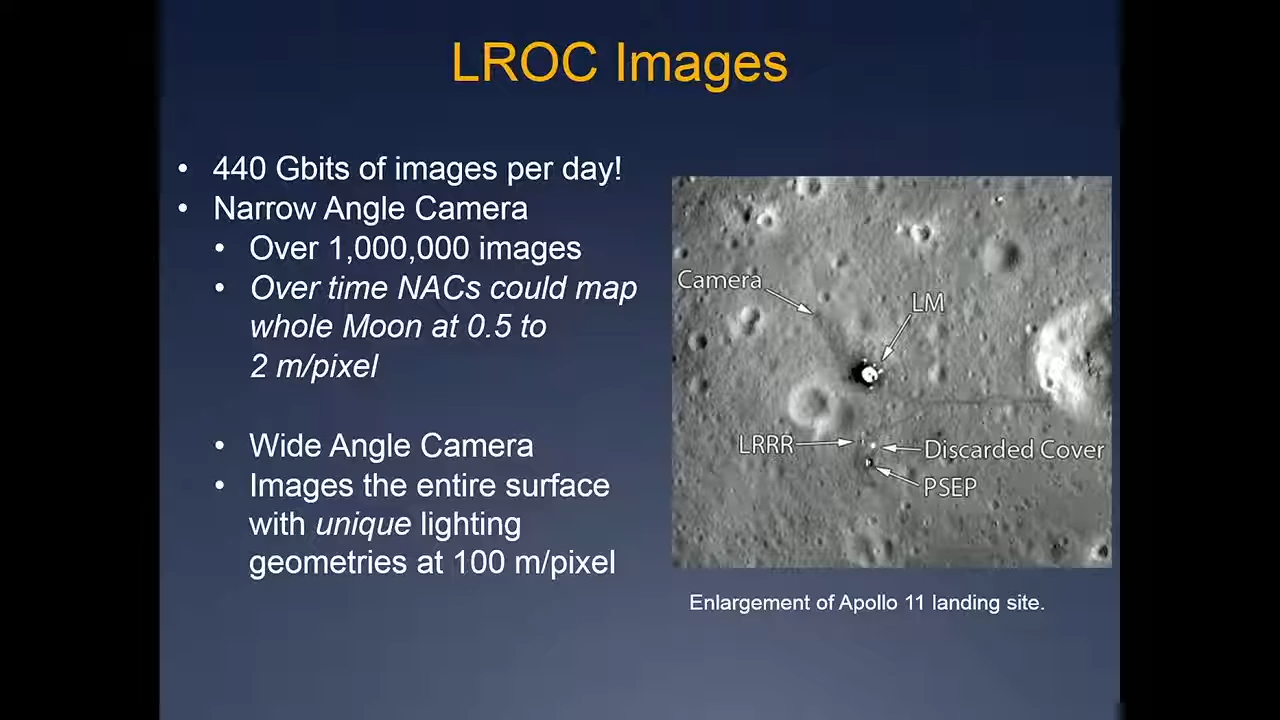 LROC Images
• 440 Gbits of images per day!
• Narrow Angle Camera
• Over 1,000,000 images
• Over time NACs could map
whole Moon at 0.5 to
2 m/pixel
• Wide Angle Camera
• Images the entire surface
with unique lighting
geometries at 100 m/pixel
Camera
LM
LRRR
Discarded Cover
PSEP
Enlargement of Apollo 11 landing site.